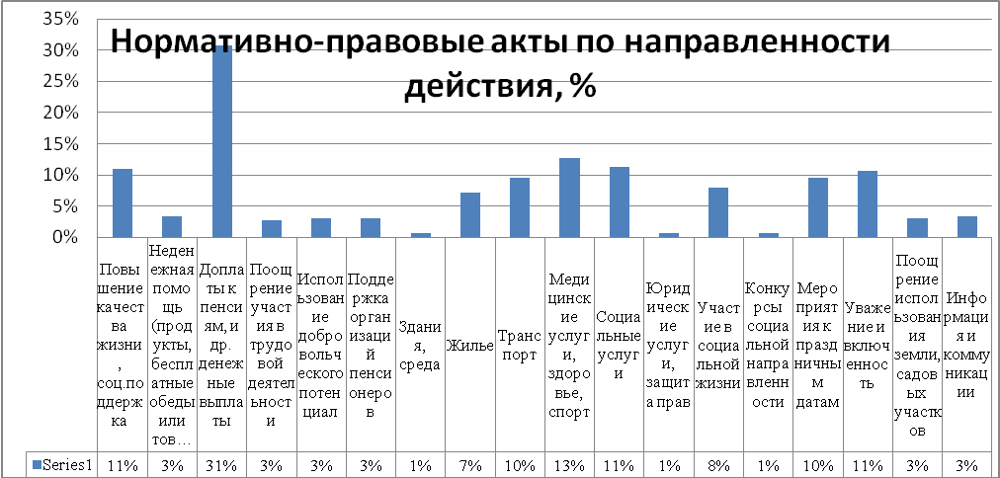 Нормативно-правовые акты по направленности
действия, %
35%
30%
25%
20%
15%
10%
5%
0%
Повы
шение
качест
ва
жизни
,
соц.по
ддерж
ка
Неден
ежная
помо
щь
(прод
укты,
беспл
атные
обеды
или
тов…
Допла
ты к
пенси
ям, и
др.
денеж
ные
выпла
ты
Поощ
рение
участ
ия в
трудо
вой
деятел
ьност
и
Испол
ьзован
ие
добро
вольч
еского
потен
циал
Подде
ржка
орган
изаци
й
пенси
онеро
в
Здани
я,
среда
Жилье
Транс
порт
Меди
цинск
ие
услуг
и,
здоро
вье,
спорт
Социа
льные
услуг
и
Юрид
ическ
ие
услуг
и,
защит
а прав
Участ
ие в
социа
льной
жизни
Конку
рсы
социа
льной
напра
вленн
ости
Меро
прият
ия к
празд
ничны
м
датам
Уваже
ние и
включ
еннос
ть
Поощ
рение
испол
ьзован
ия
земли,
садов
ых
участк
ов
Инфо
рмаци
я и
комму
никац
ии
Series1 11% 3% 31% 3% 3% 3% 1% 7% 10% 13% 11% 1% 8% 1% 10% 11% 3% 3%